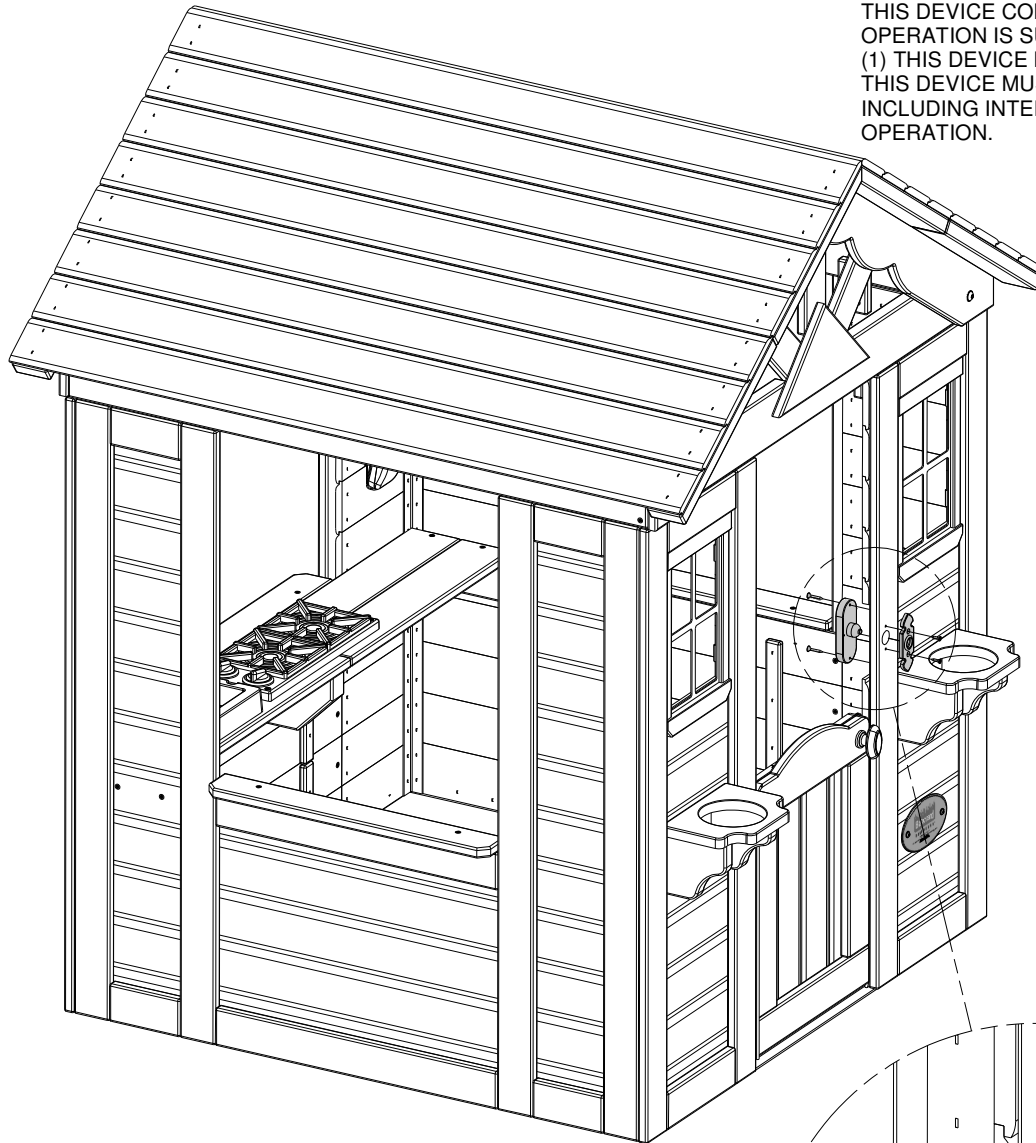 THIS DEVICE CO
OPERATION IS S
(1) THIS DEVICE
THIS DEVICE MU
INCLUDING INTE
OPERATION.